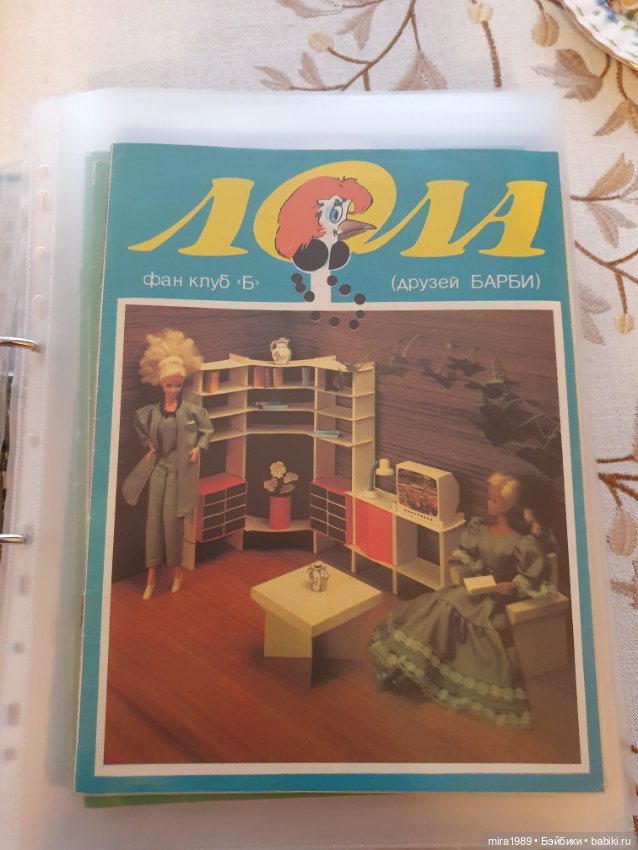 ЛОЛА
фан клуб ‹Б›
(друзей БАРБИ)
mira1989 • Бэйбики • babiki.ru